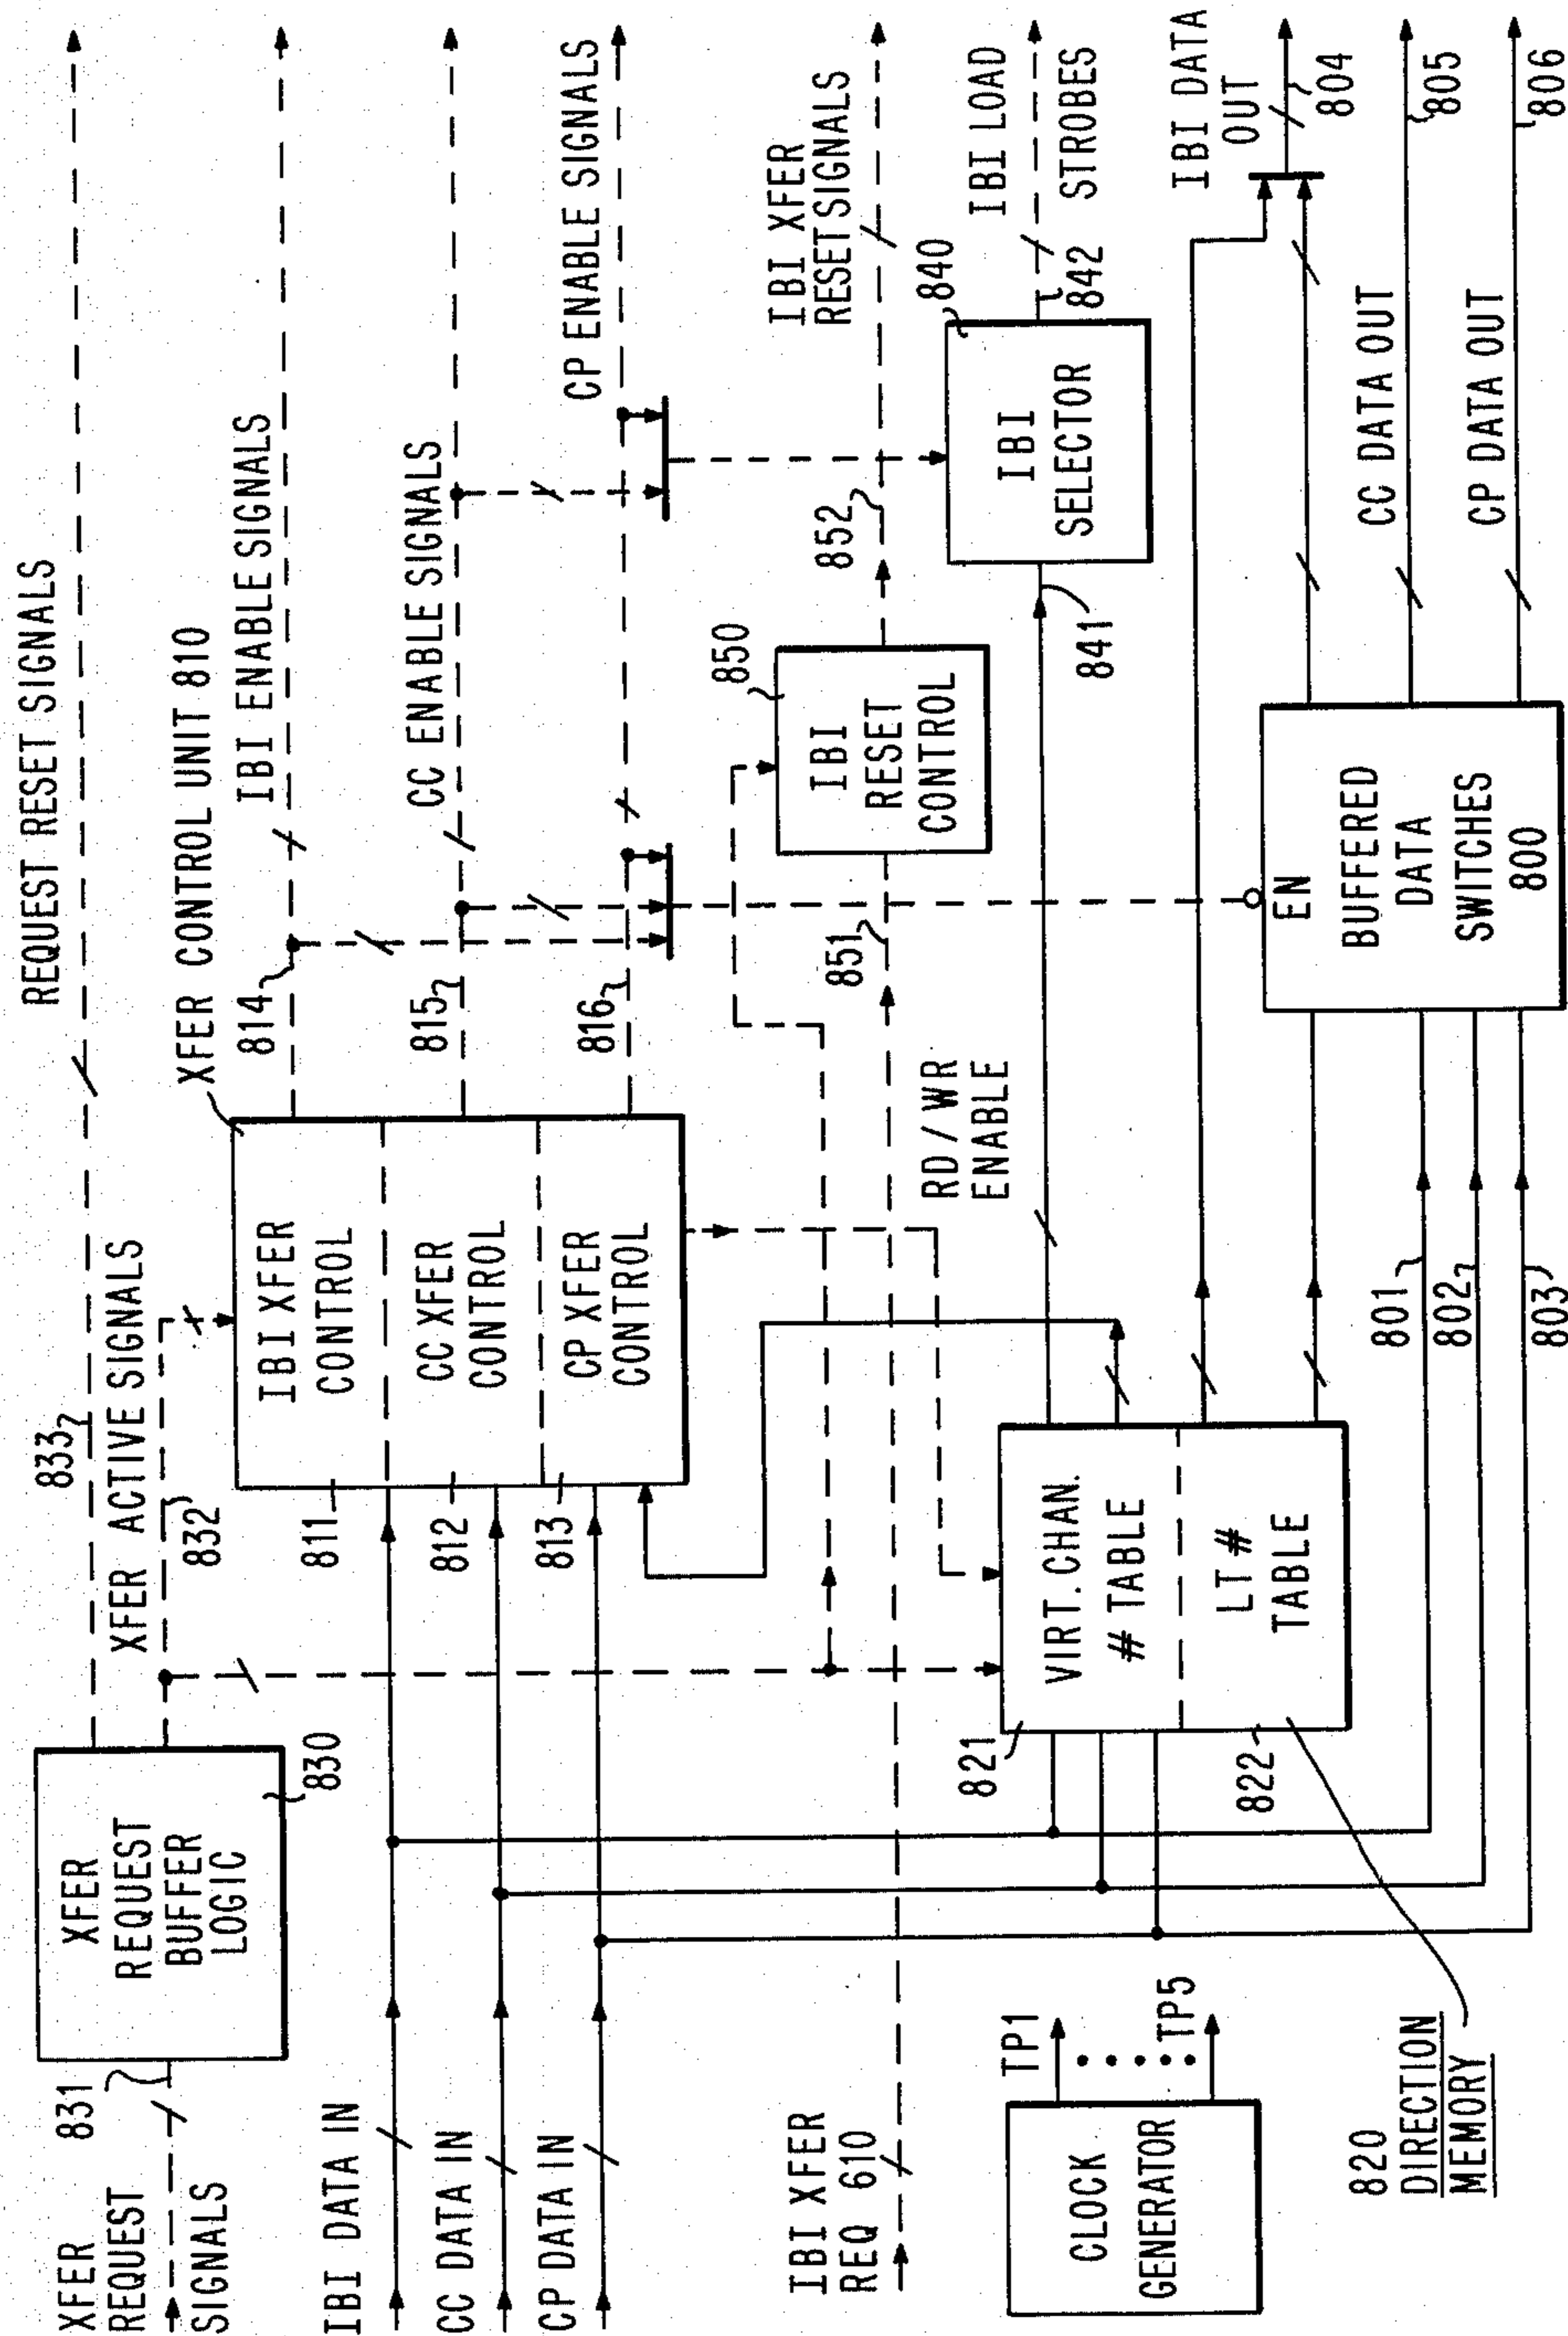 REQUEST RESET SIGNALS
XFER CONTROL UNIT 810
IBI ENABLE SIGNALS
CC ENABLE SIGNALS
CP ENABLE SIGNALS
833
XFER ACTIVE SIGNALS
832
814
815
816
XFER
REQUEST
BUFFER
LOGIC
830
831
XFER
REQUEST
SIGNALS
IBI XFER
CONTROL
CC XFER
CONTROL
CP XFER
CONTROL
811
812
813
IBI DATA IN
CC DATA IN
CP DATA IN
IBI XFER
REQ 610
850
IBI
RESET
CONTROL
851
852
IBI XFER
RESET SIGNALS
840
IBI
SELECTOR
841
842
IBI LOAD
STROBES
RD/WR
ENABLE
821
VIRT. CHAN.
# TABLE
LT #
TABLE
822
820
DIRECTION
MEMORY
CLOCK
GENERATOR
TP1
TP5
801
802
803
EN
BUFFERED
DATA
SWITCHES
800
IBI DATA
OUT
804
CC DATA OUT
805
CP DATA OUT
806